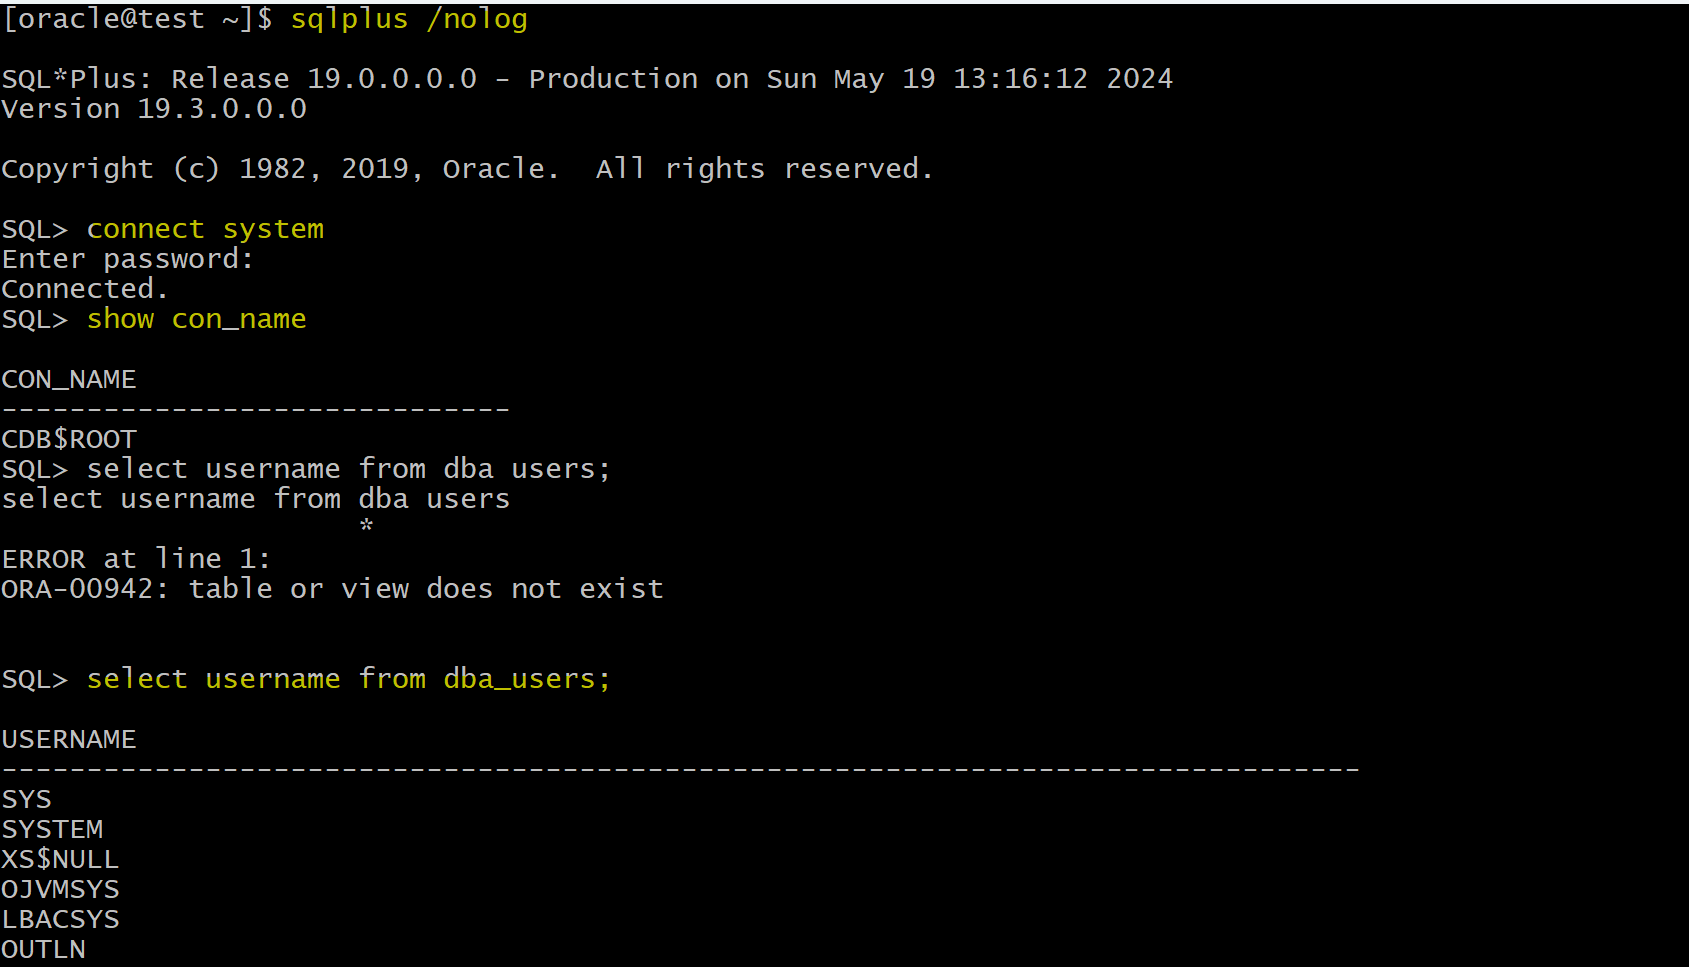 [oracle@test ~]$ sqlplus /nolog
SQL*Plus: Release 19.0.0.0.0 - Production on Sun May 19 13:16:12 2024
Version 19.3.0.0.0
Copyright (c) 1982, 2019, Oracle.  All rights reserved.
SQL> connect system
Enter password:
Connected.
SQL> show con_name
CON_NAME
------------------------------
CDB$ROOT
SQL> select username from dba users;
select username from dba users
                     *
ERROR at line 1:
ORA-00942: table or view does not exist
SQL> select username from dba_users;
USERNAME
--------------------------------------------------------------------------------
SYS
SYSTEM
XS$NULL
OJVMSYS
LBACSYS
OUTLN